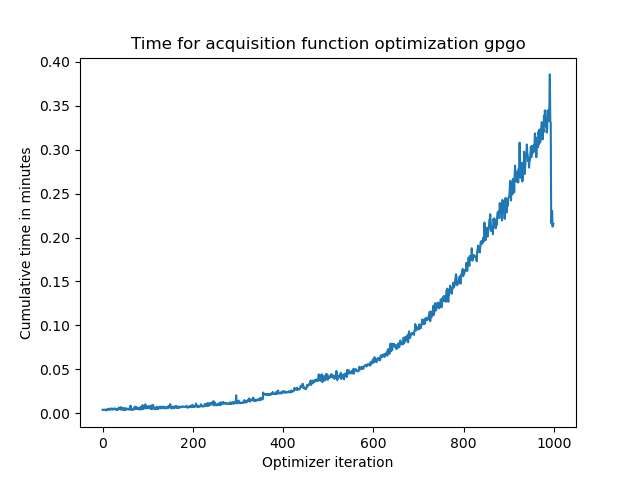 Time for acquisition function optimization gpgo
0.40
0.35
0.30
0.25
0.20
0.15
0.10
0.05
0.00
Cumulative time in minutes
0 200 400 600 800 1000
Optimizer iteration